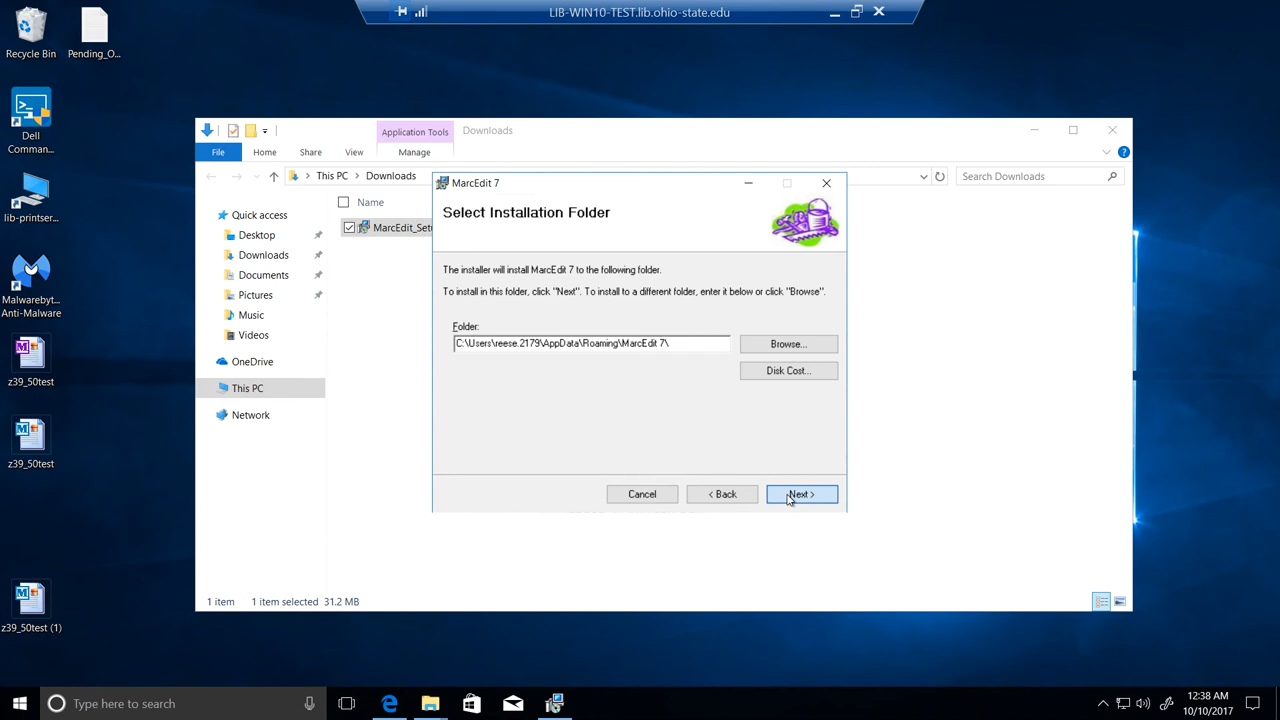 LIB-WIN10-TEST.lib.ohio-state.edu
Recycle Bin
Pending_O...
Dell
Comman...
lib-printser...
Malwarebyt...
Anti-Malware
z39_50test
z39_50test
z39_50test (1)
Application Tools
Downloads
File
Home
Share
View
Manage
This PC
Downloads
Search Downloads
Quick access
Desktop
Downloads
Documents
Pictures
Music
Videos
OneDrive
This PC
Network
Name
MarcEdit_Setu
MarcEdit 7
Select Installation Folder
The installer will install MarcEdit 7 to the following folder.
To install in this folder, click "Next". To install to a different folder, enter it below or click "Browse".
Folder:
C:\Users\reese.2179\AppData\Roaming\MarcEdit 7\
Browse...
Disk Cost...
Cancel
< Back
Next >
1 item
1 item selected
31.2 MB
Type here to search
12:38 AM
10/10/2017